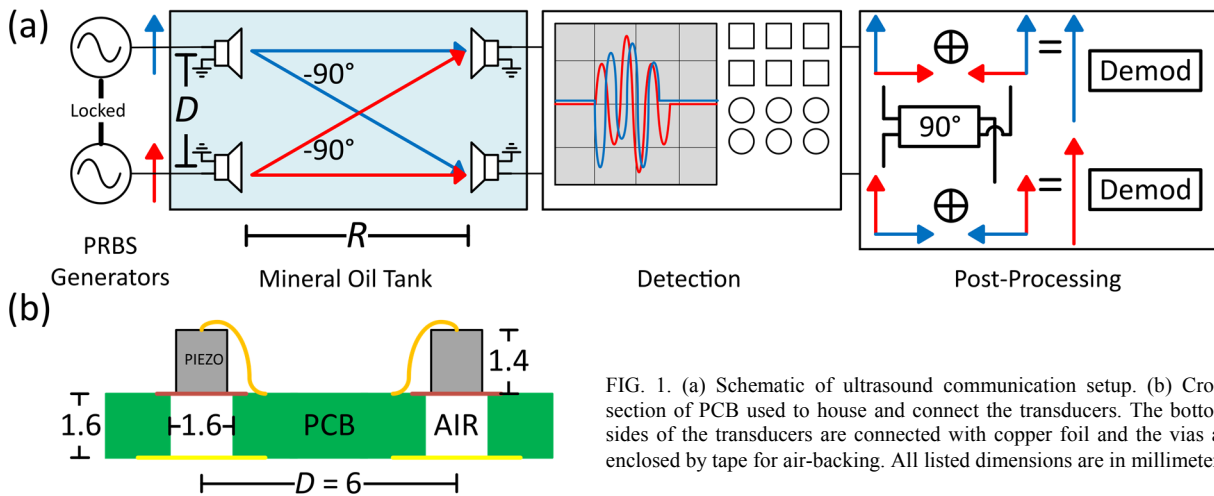 (a)
Locked
D
-90°
-90°
R
90°
=
=
Demod
Demod
PRBS
Generators
Mineral Oil Tank
Detection
Post-Processing
(b)
PIEZO
1.4
1.6
1.6
PCB
AIR
D = 6
FIG. 1. (a) Schematic of ultrasound communication setup. (b) Cro
section of PCB used to house and connect the transducers. The botto
sides of the transducers are connected with copper foil and the vias a
enclosed by tape for air-backing. All listed dimensions are in millimeter